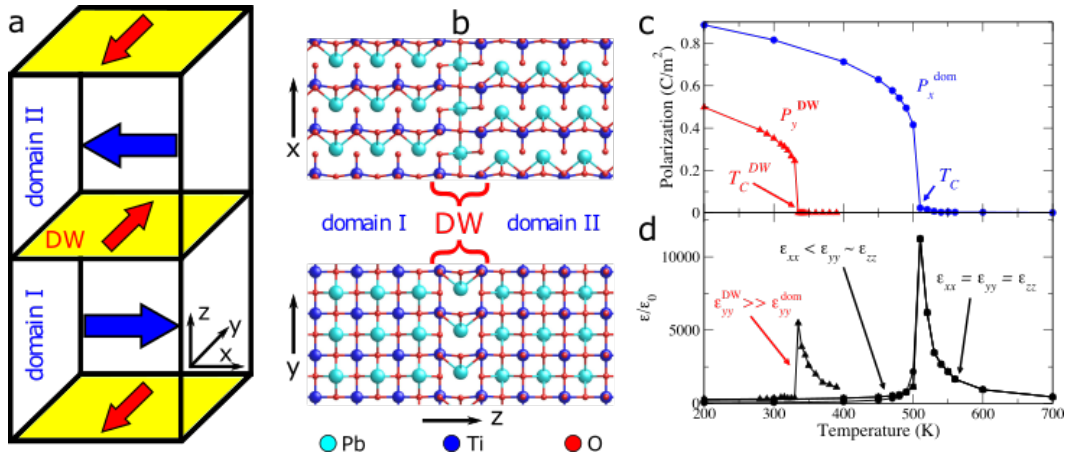 a
domain II
DW
domain I
z
y
x
b
x
domain I
DW
domain II
y
z
Pb
Ti
O
c
Polarization (C/m²)
0.8
0.6
0.4
0.2
0
P_x^dom
P_y^DW
T_C^DW
T_C
d
ε/ε₀
10000
5000
0
ε_xx < ε_yy ~ ε_zz
ε_xx = ε_yy = ε_zz
ε_yy^DW >> ε_yy^dom
200
300
400
500
600
700
Temperature (K)